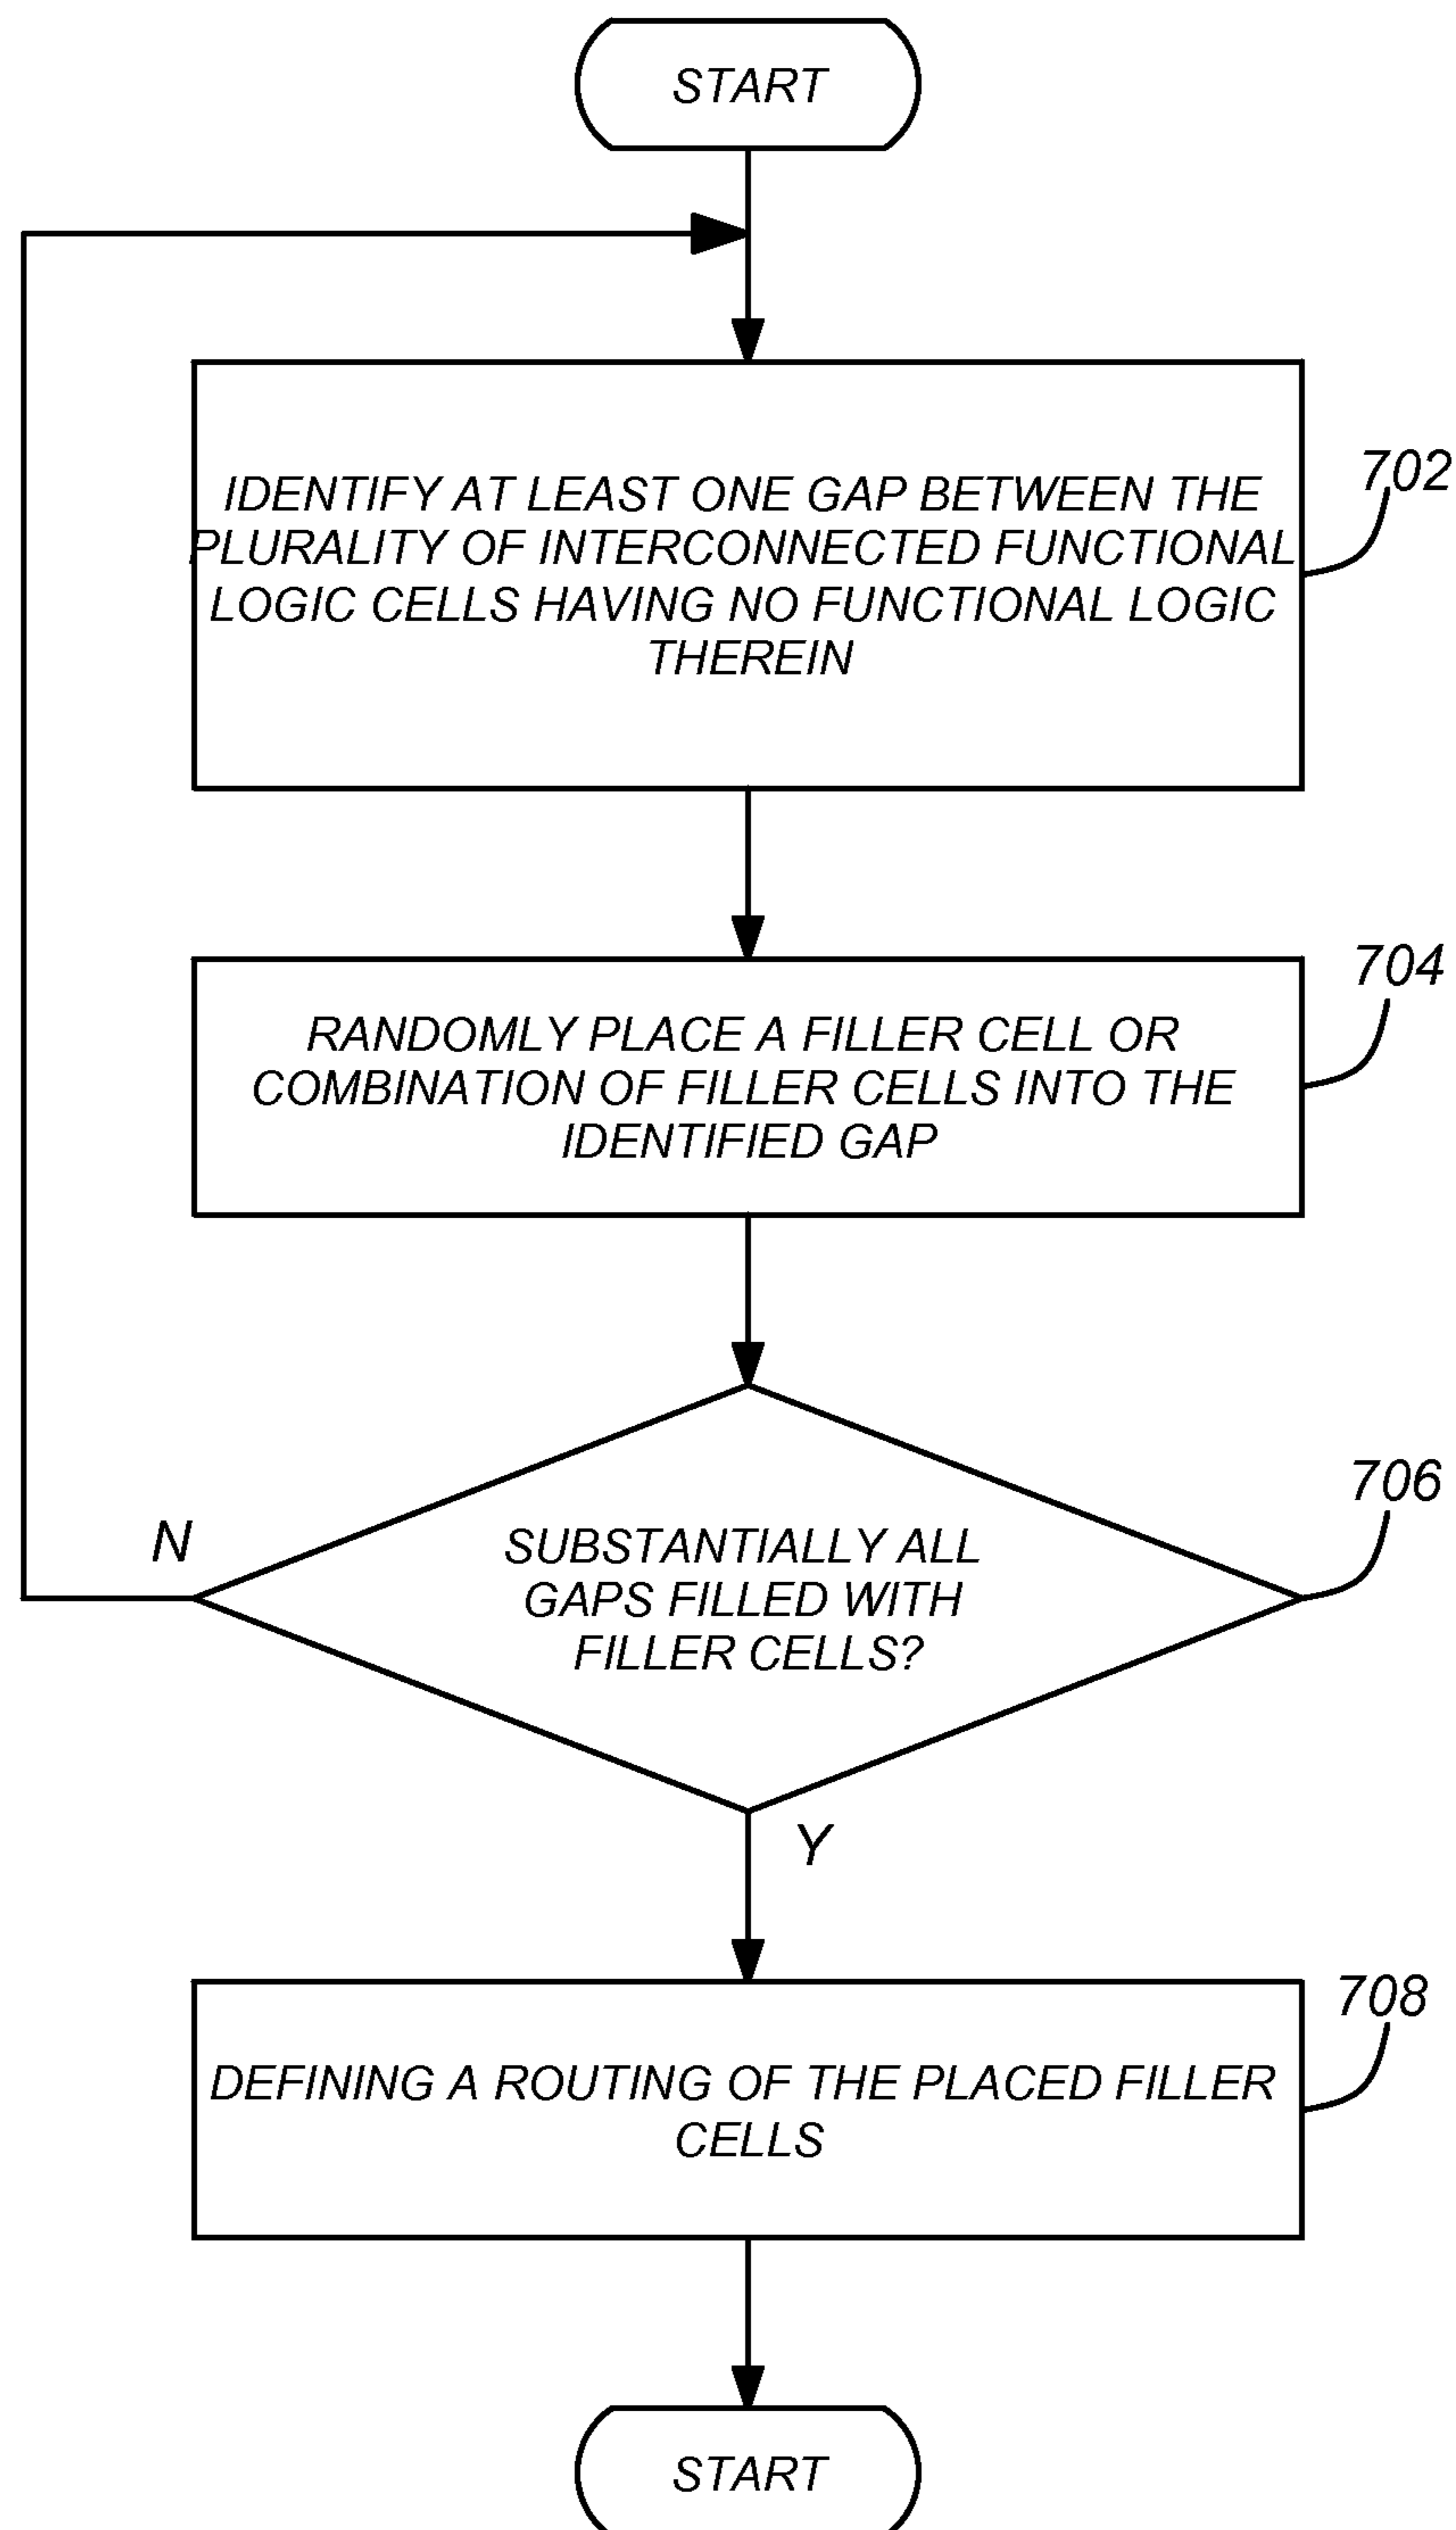 START
IDENTIFY AT LEAST ONE GAP BETWEEN THE
PLURALITY OF INTERCONNECTED FUNCTIONAL
LOGIC CELLS HAVING NO FUNCTIONAL LOGIC
THEREIN
702
RANDOMLY PLACE A FILLER CELL OR
COMBINATION OF FILLER CELLS INTO THE
IDENTIFIED GAP
704
SUBSTANTIALLY ALL
GAPS FILLED WITH
FILLER CELLS?
706
N
Y
DEFINING A ROUTING OF THE PLACED FILLER
CELLS
708
START